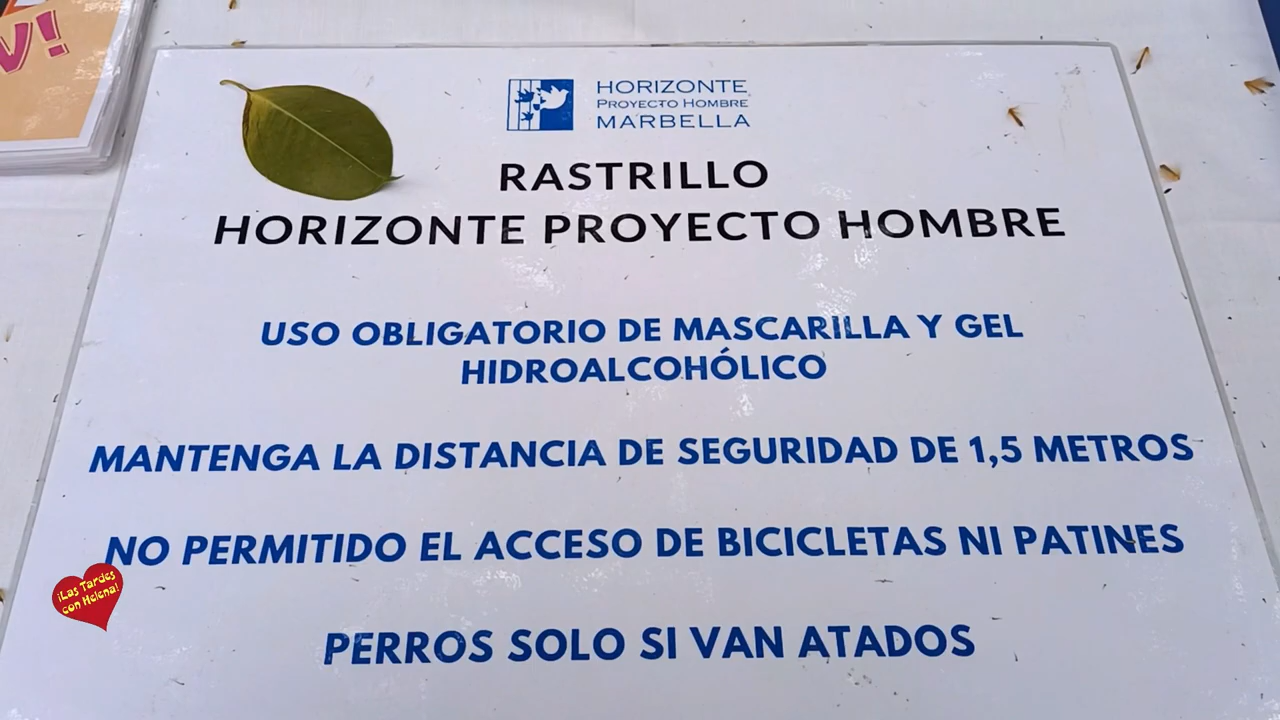 V!
HORIZONTE
PROYECTO HOMBRE
MARBELLA
RASTRILLO
HORIZONTE PROYECTO HOMBRE
USO OBLIGATORIO DE MASCARILLA Y GEL
HIDROALCOHÓLICO
MANTENGA LA DISTANCIA DE SEGURIDAD DE 1,5 METROS
NO PERMITIDO EL ACCESO DE BICICLETAS NI PATINES
¡Las Tardes
con Helena!
PERROS SOLO SI VAN ATADOS